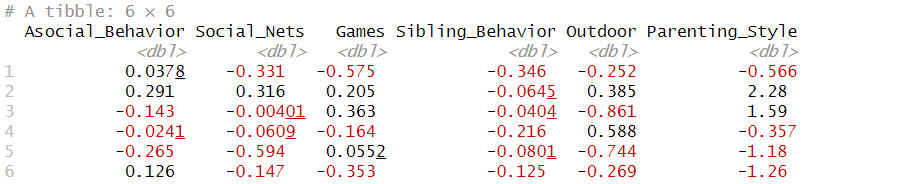 # A tibble: 6 × 6
Asocial_Behavior Social_Nets Games Sibling_Behavior Outdoor Parenting_Style
<dbl> <dbl> <dbl> <dbl> <dbl> <dbl>
1 0.0378 -0.331 -0.575 -0.346 -0.252 -0.566
2 0.291 0.316 0.205 -0.0645 0.385 2.28
3 -0.143 -0.00401 0.363 -0.0404 -0.861 1.59
4 -0.0241 -0.0609 -0.164 -0.216 0.588 -0.357
5 -0.265 -0.594 0.0552 -0.0801 -0.744 -1.18
6 0.126 -0.147 -0.353 -0.125 -0.269 -1.26